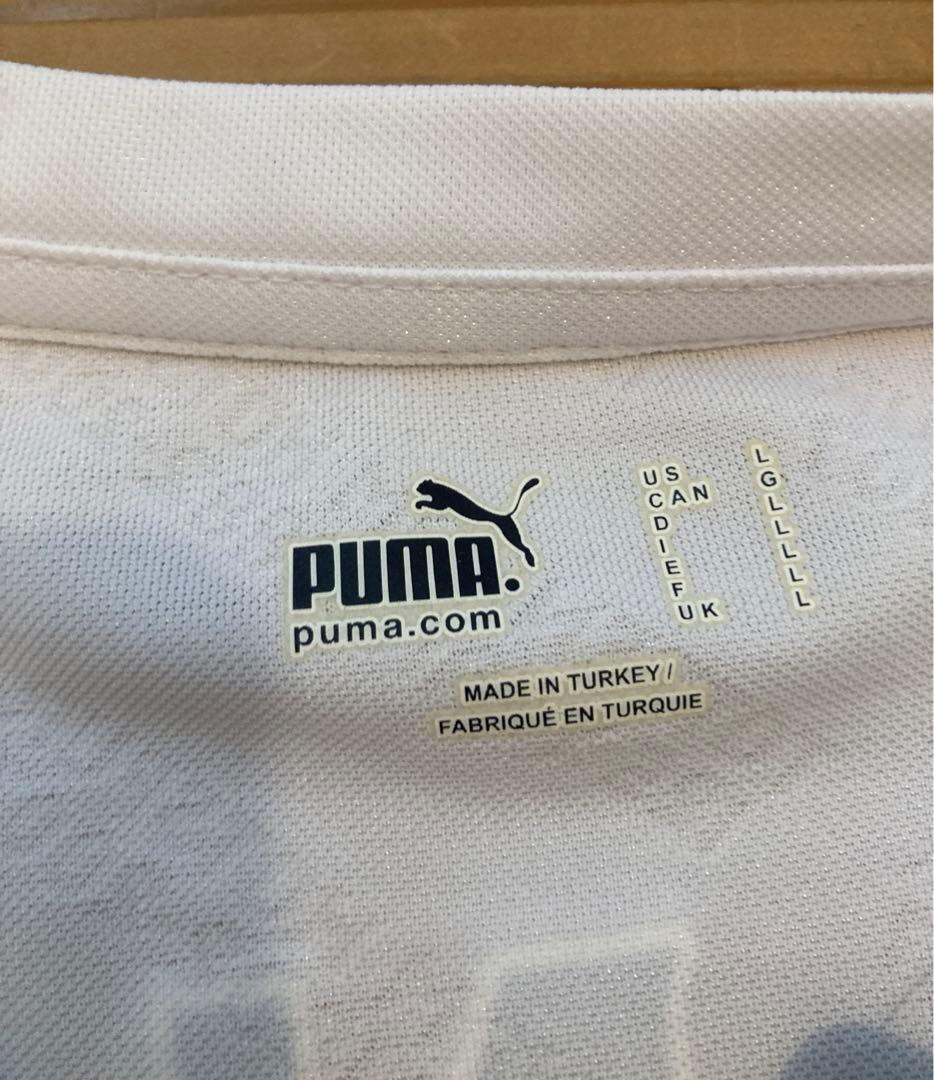 PUMA.
puma.com
US L
CAN G
D L
I L
E L
F L
UK L
MADE IN TURKEY /
FABRIQUÉ EN TURQUIE